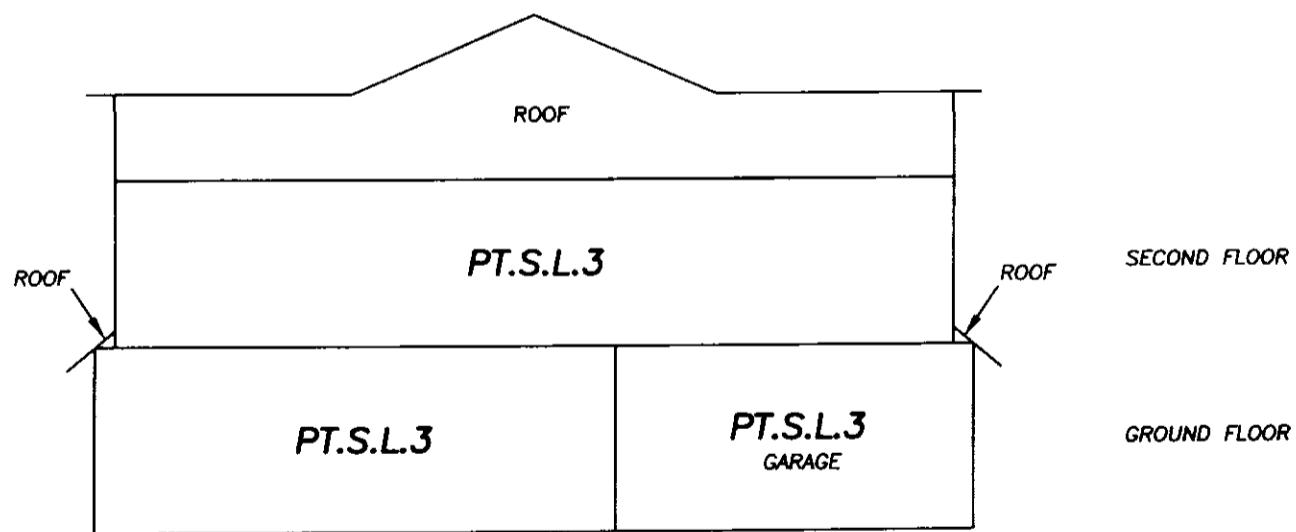 ROOF
PT.S.L.3
SECOND FLOOR
ROOF
ROOF
PT.S.L.3
PT.S.L.3
GARAGE
GROUND FLOOR